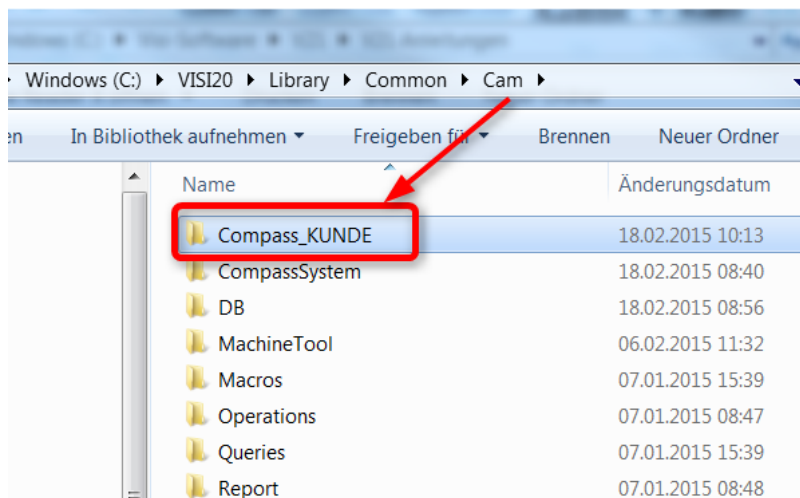 Windows (C:) ▸ VISI20 ▸ Library ▸ Common ▸ Cam ▸
en In Bibliothek aufnehmen Freigeben für Brennen Neuer Ordner
Name Änderungsdatum
Compass_KUNDE 18.02.2015 10:13
CompassSystem 18.02.2015 08:40
DB 18.02.2015 08:56
MachineTool 06.02.2015 11:32
Macros 07.01.2015 15:39
Operations 07.01.2015 08:47
Queries 07.01.2015 15:39
Report 07.01.2015 08:48